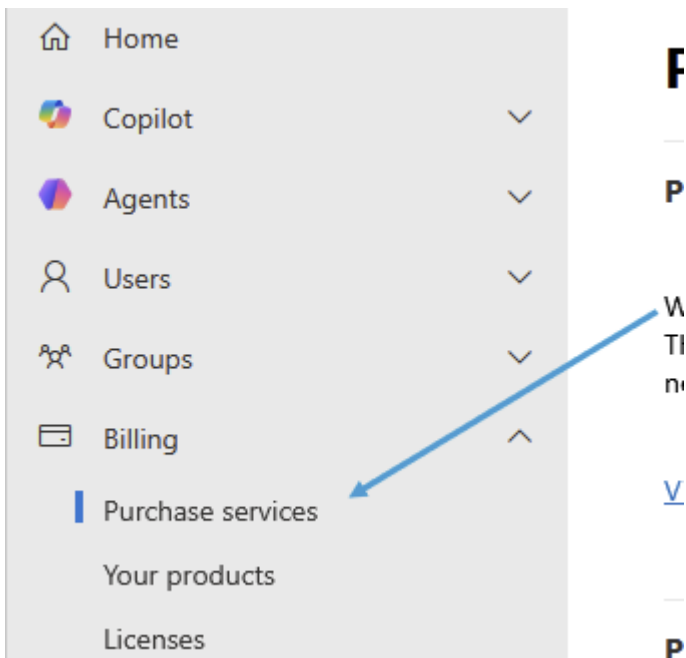 Home
Copilot
Agents
Users
Groups
Billing
Purchase services
Your products
Licenses